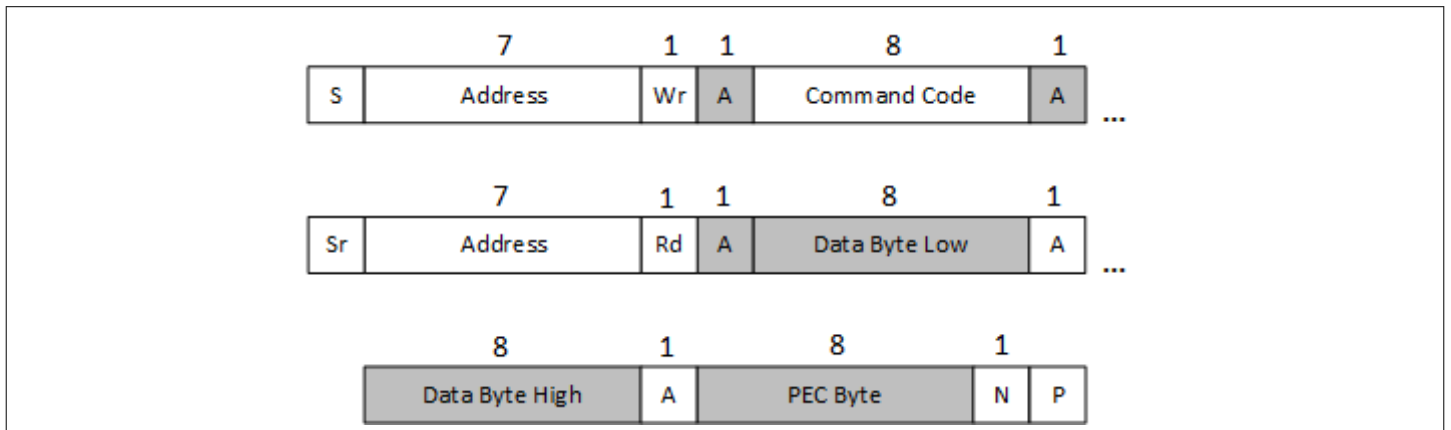 7 1 1 8 1
S Address Wr A Command Code A ...
7 1 1 8 1
Sr Address Rd A Data Byte Low A ...
8 1 8 1
Data Byte High A PEC Byte N P